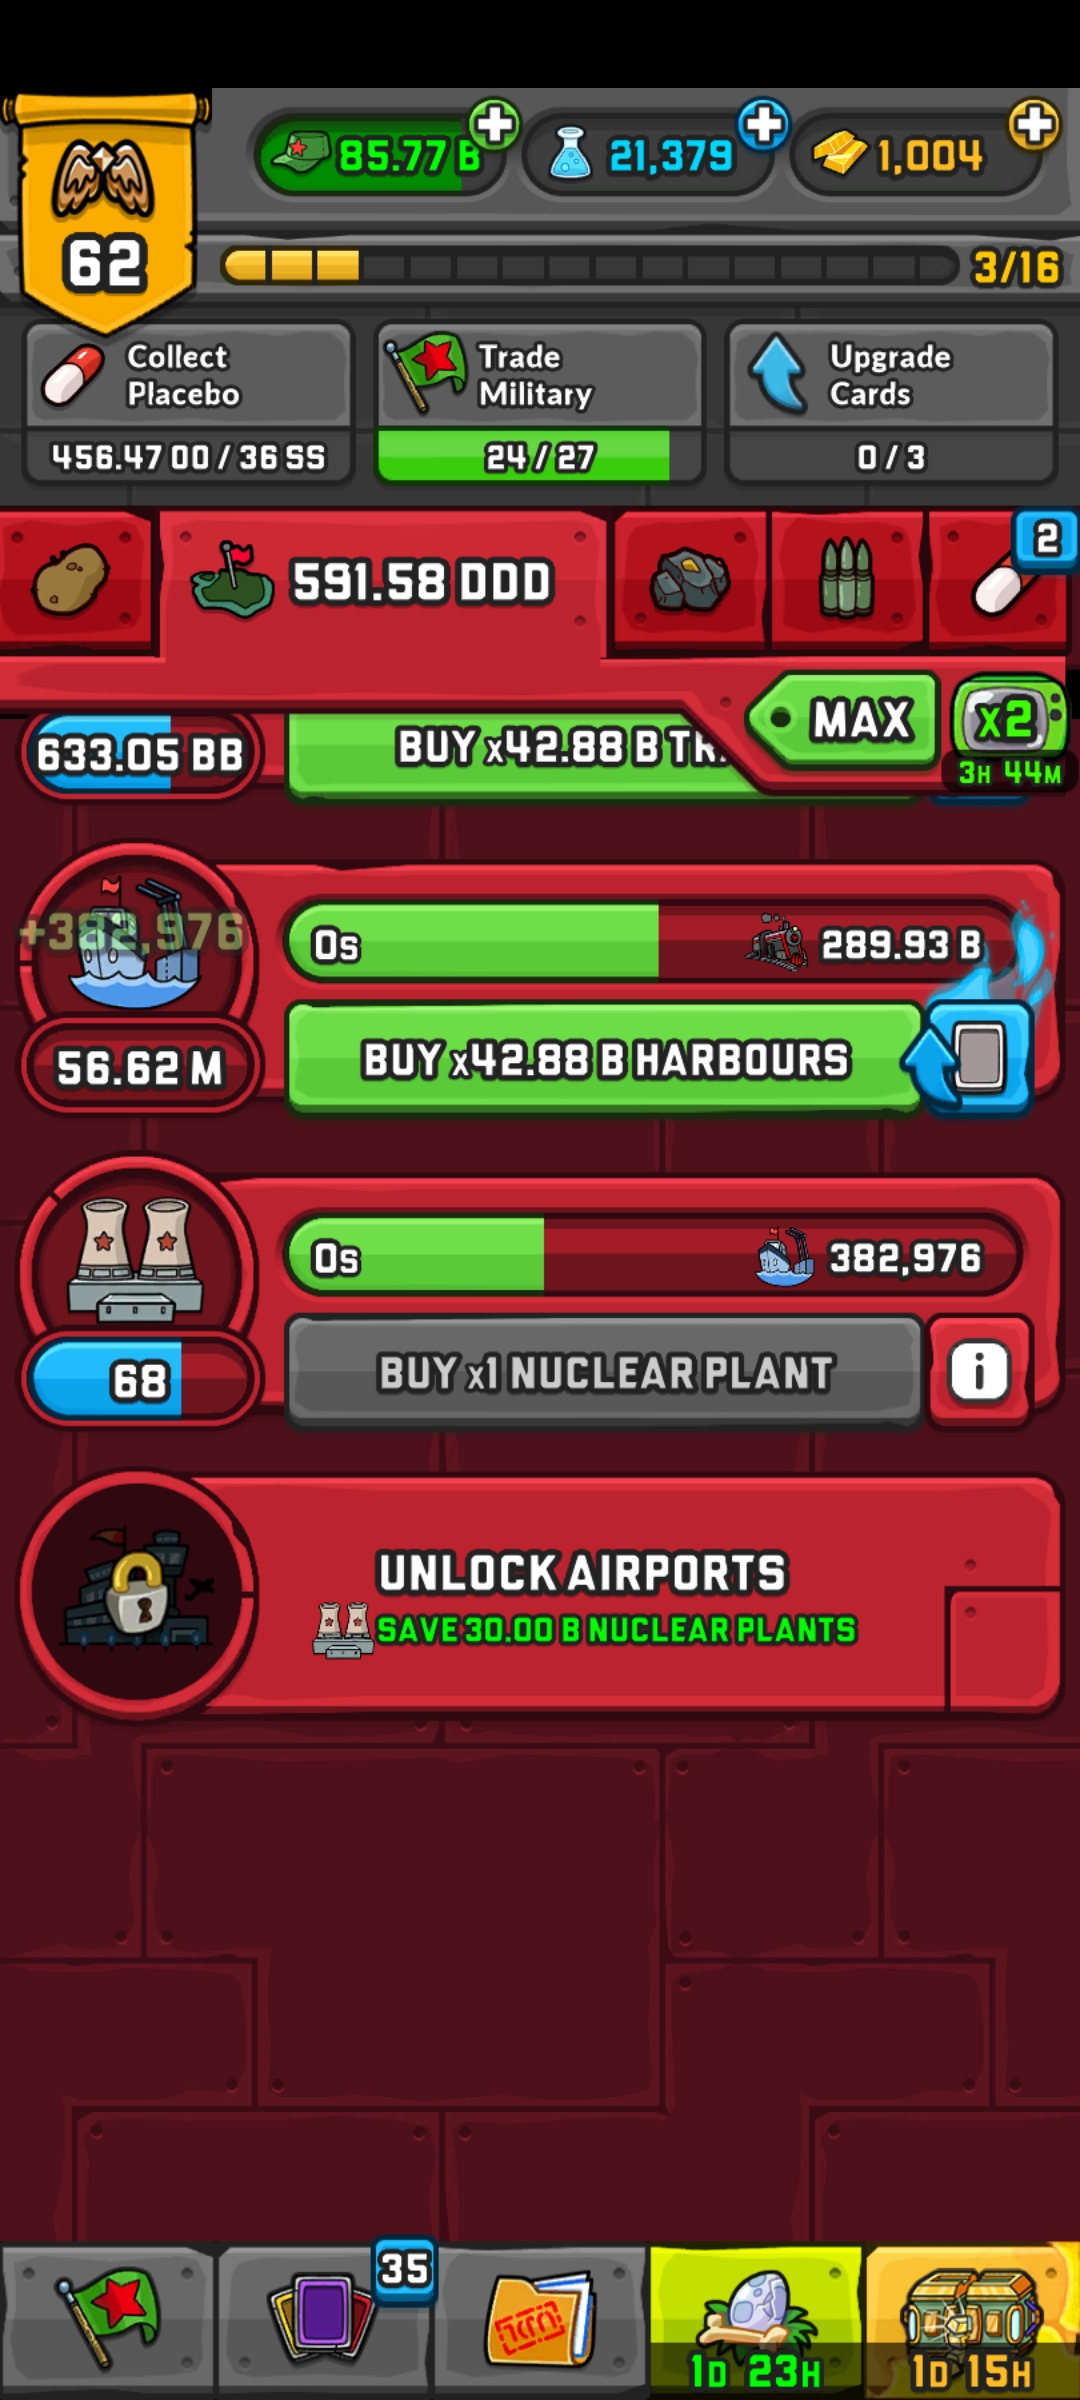 85.77 B
21,379
1,004
62
3/16
Collect
Placebo
456.47 OO / 36 SS
Trade
Military
24 / 27
Upgrade
Cards
0 / 3
591.58 DDD
2
MAX
x2
3H 44M
633.05 BB
BUY x42.88 B TR
+382,976
0s
289.93 B
56.62 M
BUY x42.88 B HARBOURS
0s
382,976
68
BUY x1 NUCLEAR PLANT
i
UNLOCK AIRPORTS
SAVE 30.00 B NUCLEAR PLANTS
35
1D 23H
1D 15H